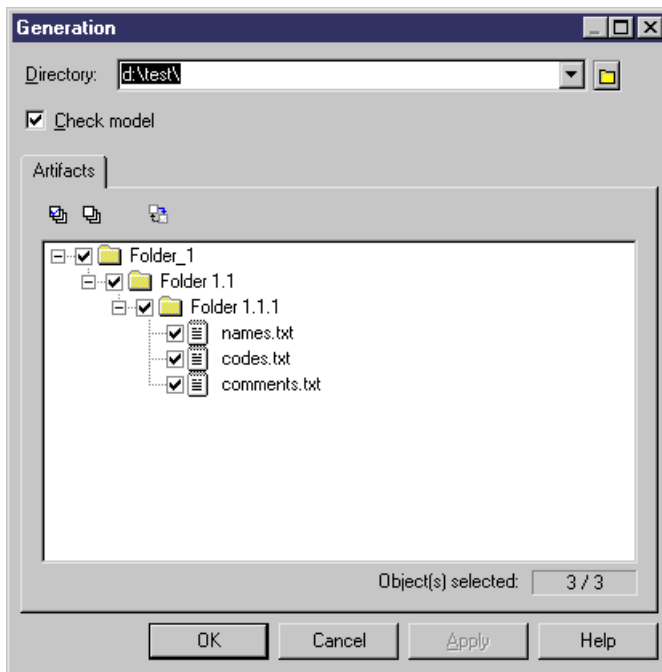 Generation
Directory: d:\test\
Check model
Artifacts
Folder_1
Folder 1.1
Folder 1.1.1
names.txt
codes.txt
comments.txt
Object(s) selected: 3 / 3
OK Cancel Apply Help